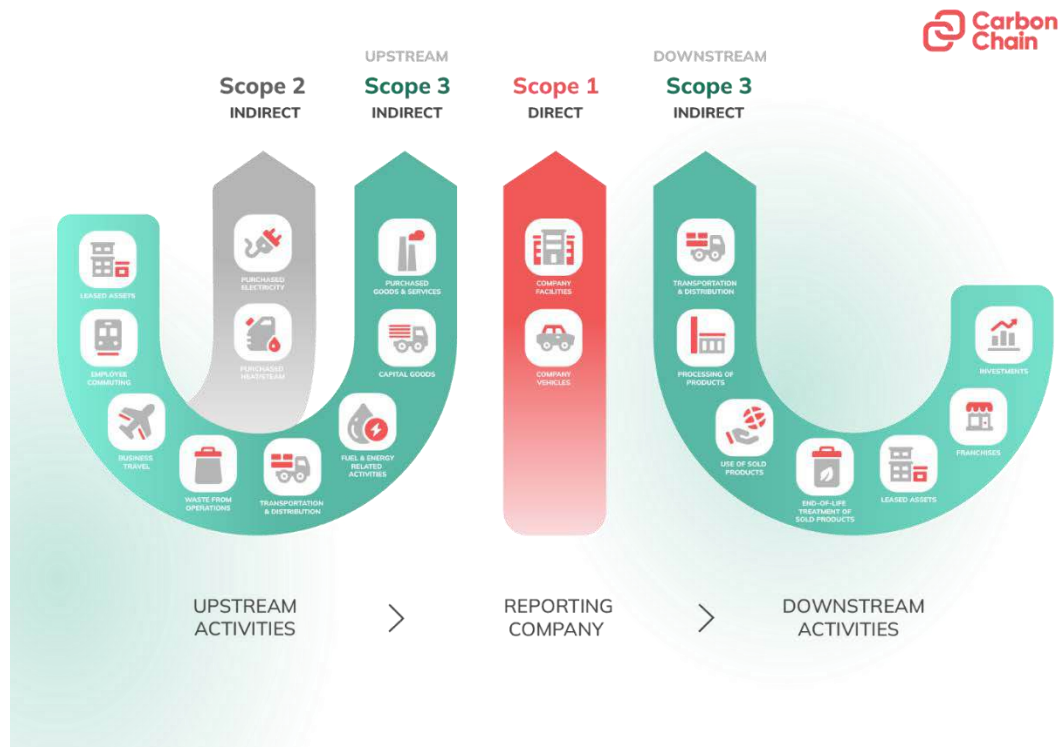 Carbon
Chain
UPSTREAM
DOWNSTREAM
Scope 2
Scope 3
Scope 1
Scope 3
INDIRECT
INDIRECT
DIRECT
INDIRECT
LEASED ASSETS
EMPLOYEE
COMMUTING
BUSINESS
TRAVEL
WASTE FROM
OPERATIONS
TRANSPORTATION
& DISTRIBUTION
FUEL & ENERGY
RELATED
ACTIVITIES
PURCHASED
ELECTRICITY
PURCHASED
HEAT/STEAM
PURCHASED
GOODS & SERVICES
CAPITAL GOODS
COMPANY
FACILITIES
COMPANY
VEHICLES
TRANSPORTATION
& DISTRIBUTION
PROCESSING OF
PRODUCTS
USE OF SOLD
PRODUCTS
END-OF-LIFE
TREATMENT OF
SOLD PRODUCTS
LEASED ASSETS
FRANCHISES
INVESTMENTS
UPSTREAM
ACTIVITIES
REPORTING
COMPANY
DOWNSTREAM
ACTIVITIES